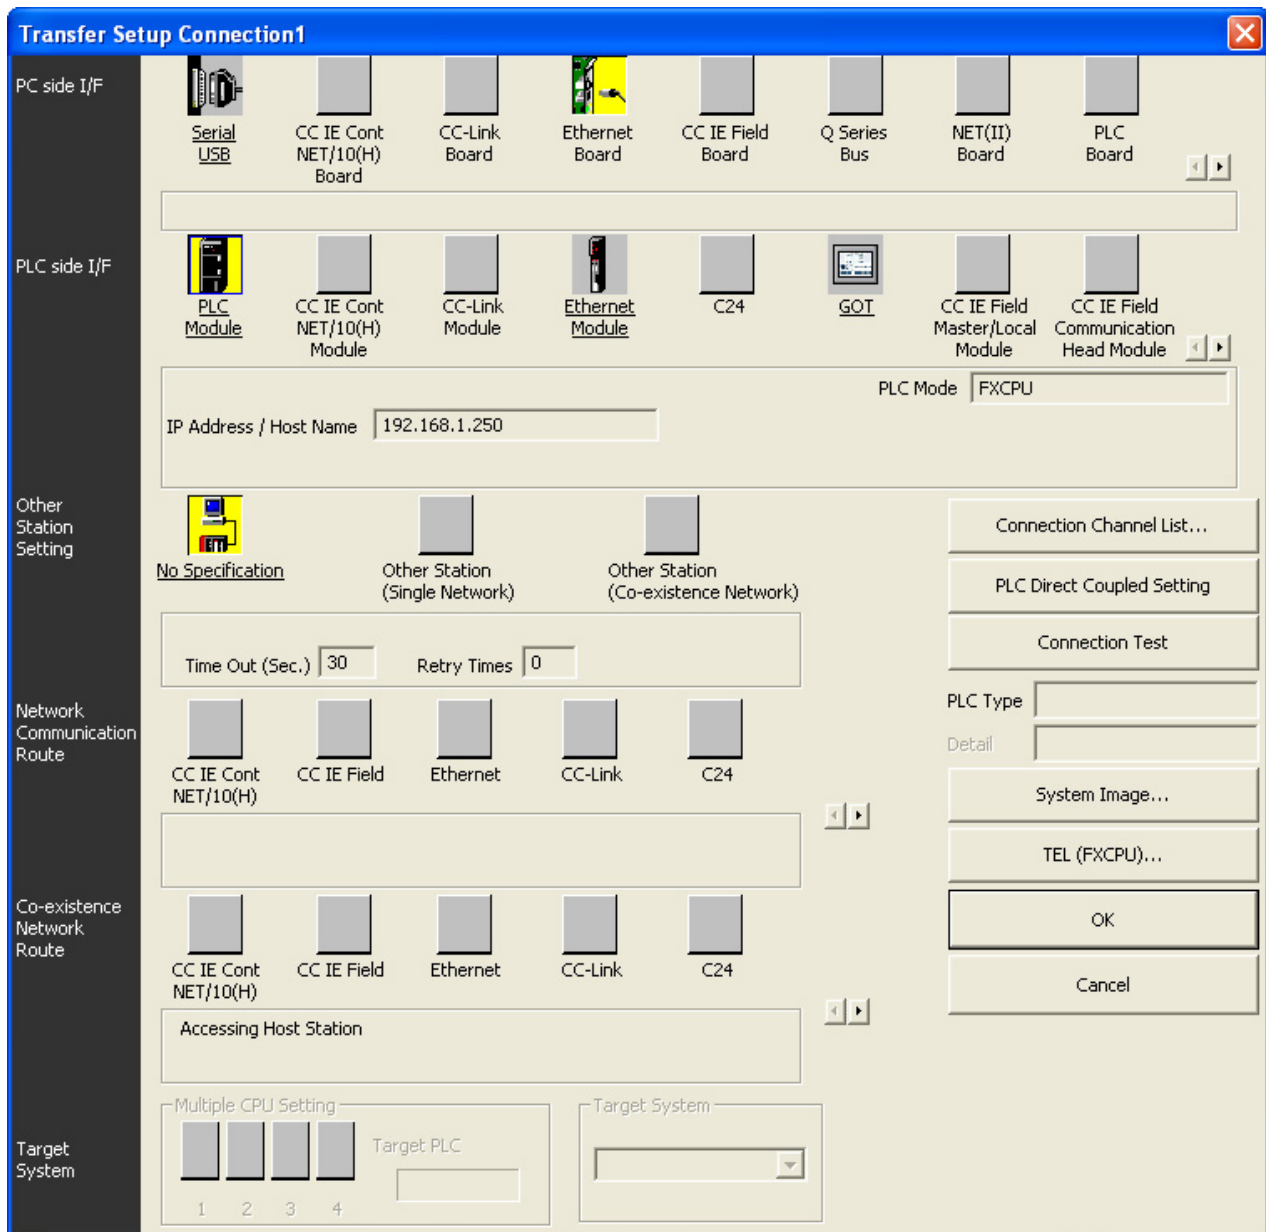 Transfer Setup Connection1
PC side I/F
Serial
USB
CC IE Cont
NET/10(H)
Board
CC-Link
Board
Ethernet
Board
CC IE Field
Board
Q Series
Bus
NET(II)
Board
PLC
Board
PLC side I/F
PLC
Module
CC IE Cont
NET/10(H)
Module
CC-Link
Module
Ethernet
Module
C24
GOT
CC IE Field
Master/Local
Module
CC IE Field
Communication
Head Module
PLC Mode FXCPU
IP Address / Host Name 192.168.1.250
Other
Station
Setting
No Specification
Other Station
(Single Network)
Other Station
(Co-existence Network)
Time Out (Sec.) 30 Retry Times 0
Connection Channel List...
PLC Direct Coupled Setting
Connection Test
PLC Type
Detail
System Image...
TEL (FXCPU)...
OK
Cancel
Network
Communication
Route
CC IE Cont
NET/10(H)
CC IE Field
Ethernet
CC-Link
C24
Co-existence
Network
Route
CC IE Cont
NET/10(H)
CC IE Field
Ethernet
CC-Link
C24
Accessing Host Station
Target
System
Multiple CPU Setting
1 2 3 4
Target PLC
Target System